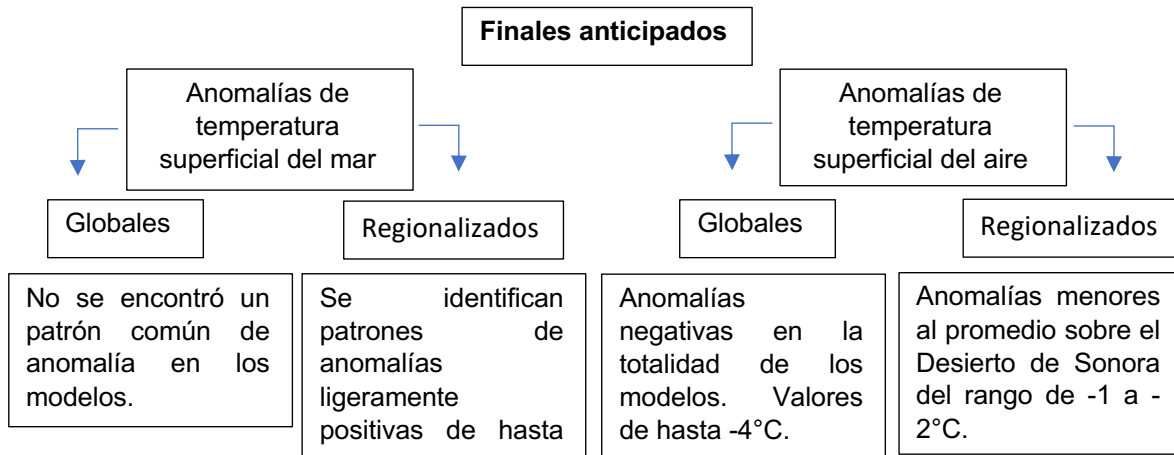 Finales anticipados
Anomalías de
temperatura
superficial del mar
Anomalías de
temperatura
superficial del aire
Globales
Regionalizados
Globales
Regionalizados
No se encontró un
patrón común de
anomalía en los
modelos.
Se identifican
patrones de
anomalías
ligeramente
positivas de hasta
Anomalías
negativas en la
totalidad de los
modelos. Valores
de hasta -4°C.
Anomalías menores
al promedio sobre el
Desierto de Sonora
del rango de -1 a -
2°C.